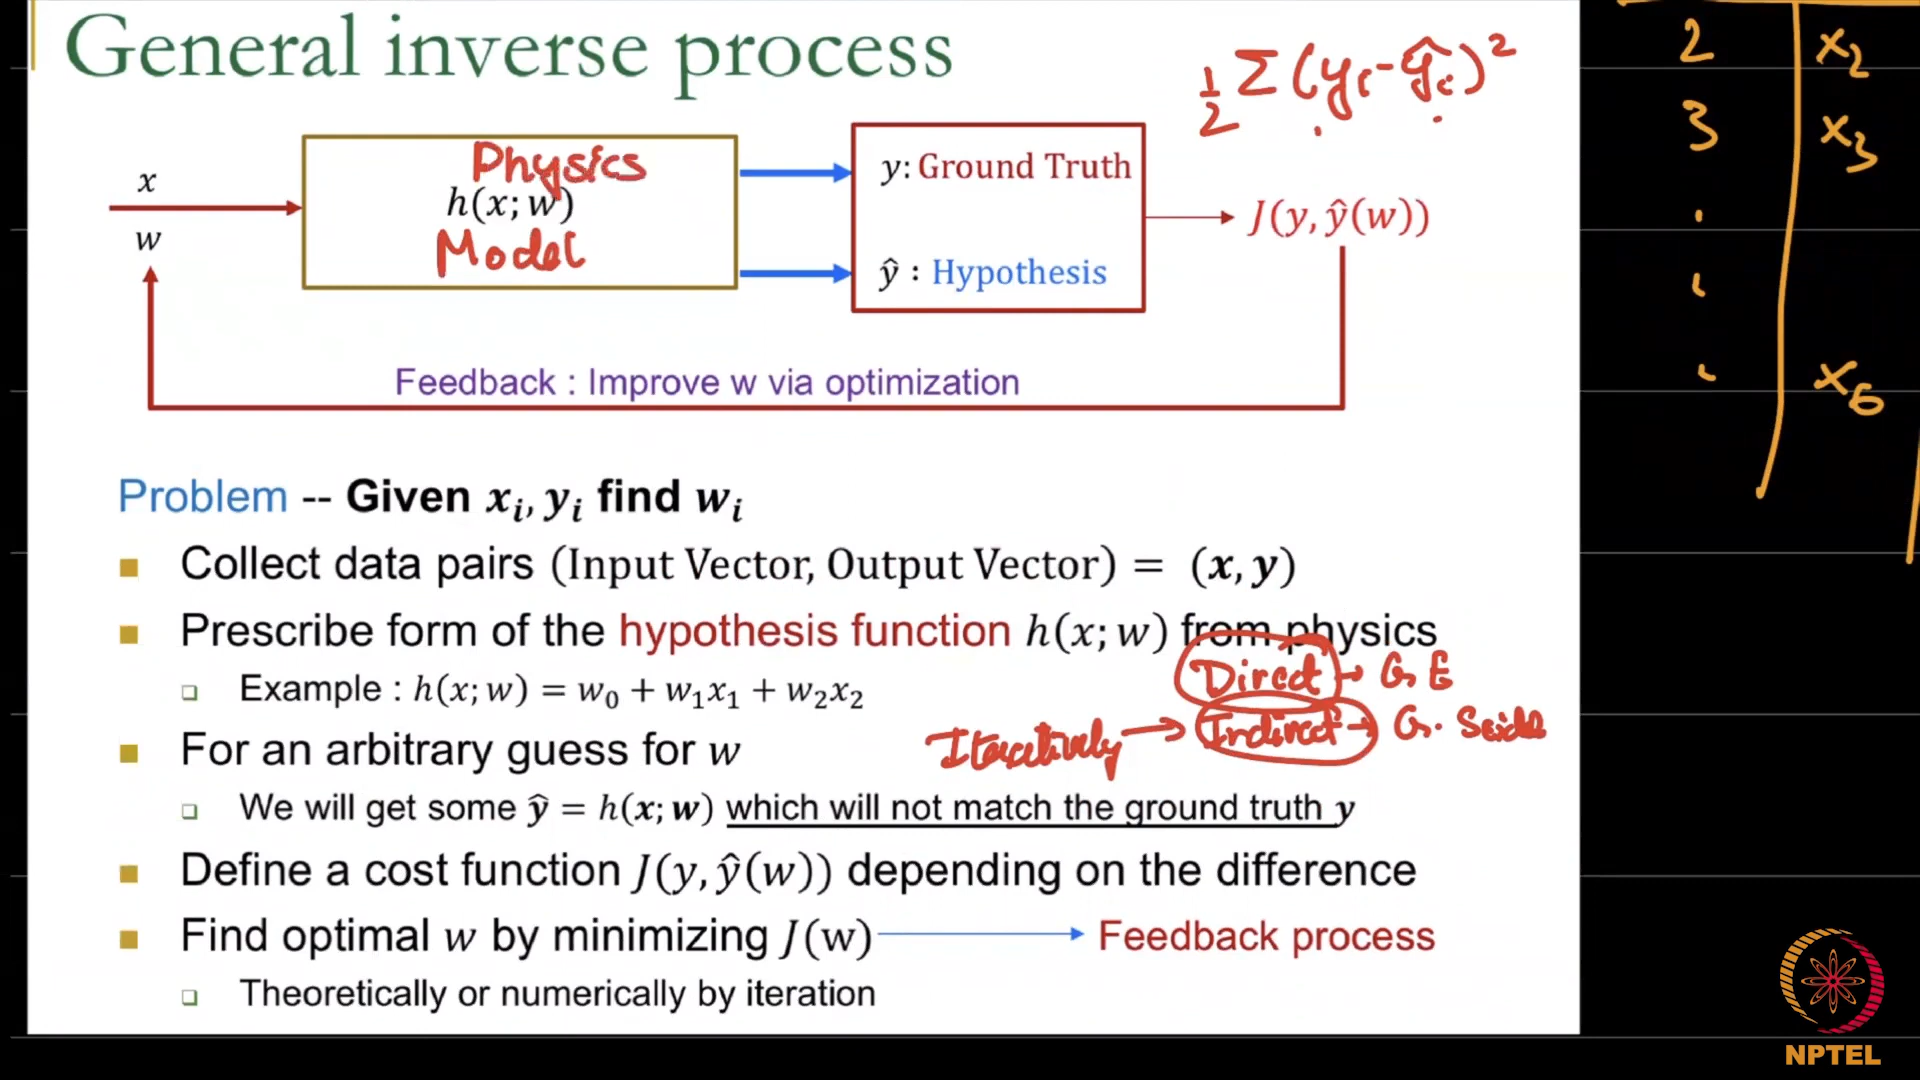 General inverse process
½ Σ (yᵢ - ŷᵢ)²
x
w
Physics
h(x; w)
Model
y: Ground Truth
ŷ : Hypothesis
J(y, ŷ(w))
Feedback : Improve w via optimization
Problem -- Given xᵢ, yᵢ find wᵢ
Collect data pairs (Input Vector, Output Vector) = (x, y)
Prescribe form of the hypothesis function h(x; w) from physics
Direct → G E
Example : h(x; w) = w₀ + w₁x₁ + w₂x₂
Iteratively → Indirect → G. Seidel
For an arbitrary guess for w
We will get some ŷ = h(x; w) which will not match the ground truth y
Define a cost function J(y, ŷ(w)) depending on the difference
Find optimal w by minimizing J(w) → Feedback process
Theoretically or numerically by iteration
2 x₂
3 x₃
x₆
NPTEL